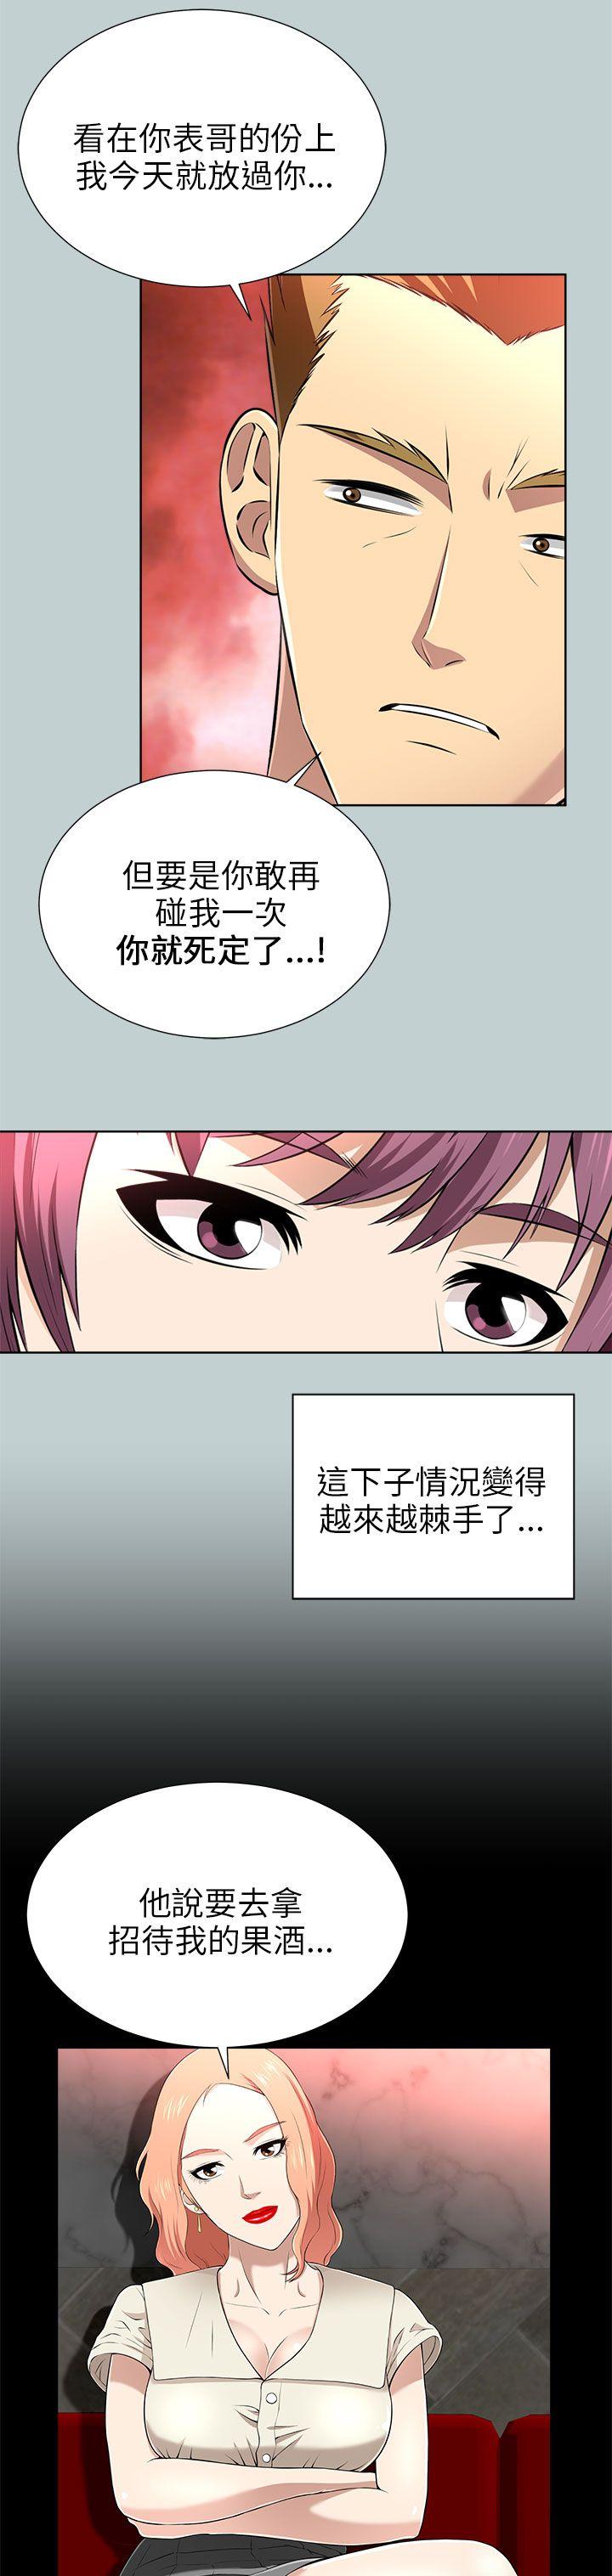 看在你表哥的份上
我今天就放過你...
但要是你敢再
碰我一次
你就死定了...!
這下子情況變得
越來越棘手了...
他說要去拿
招待我的果酒...